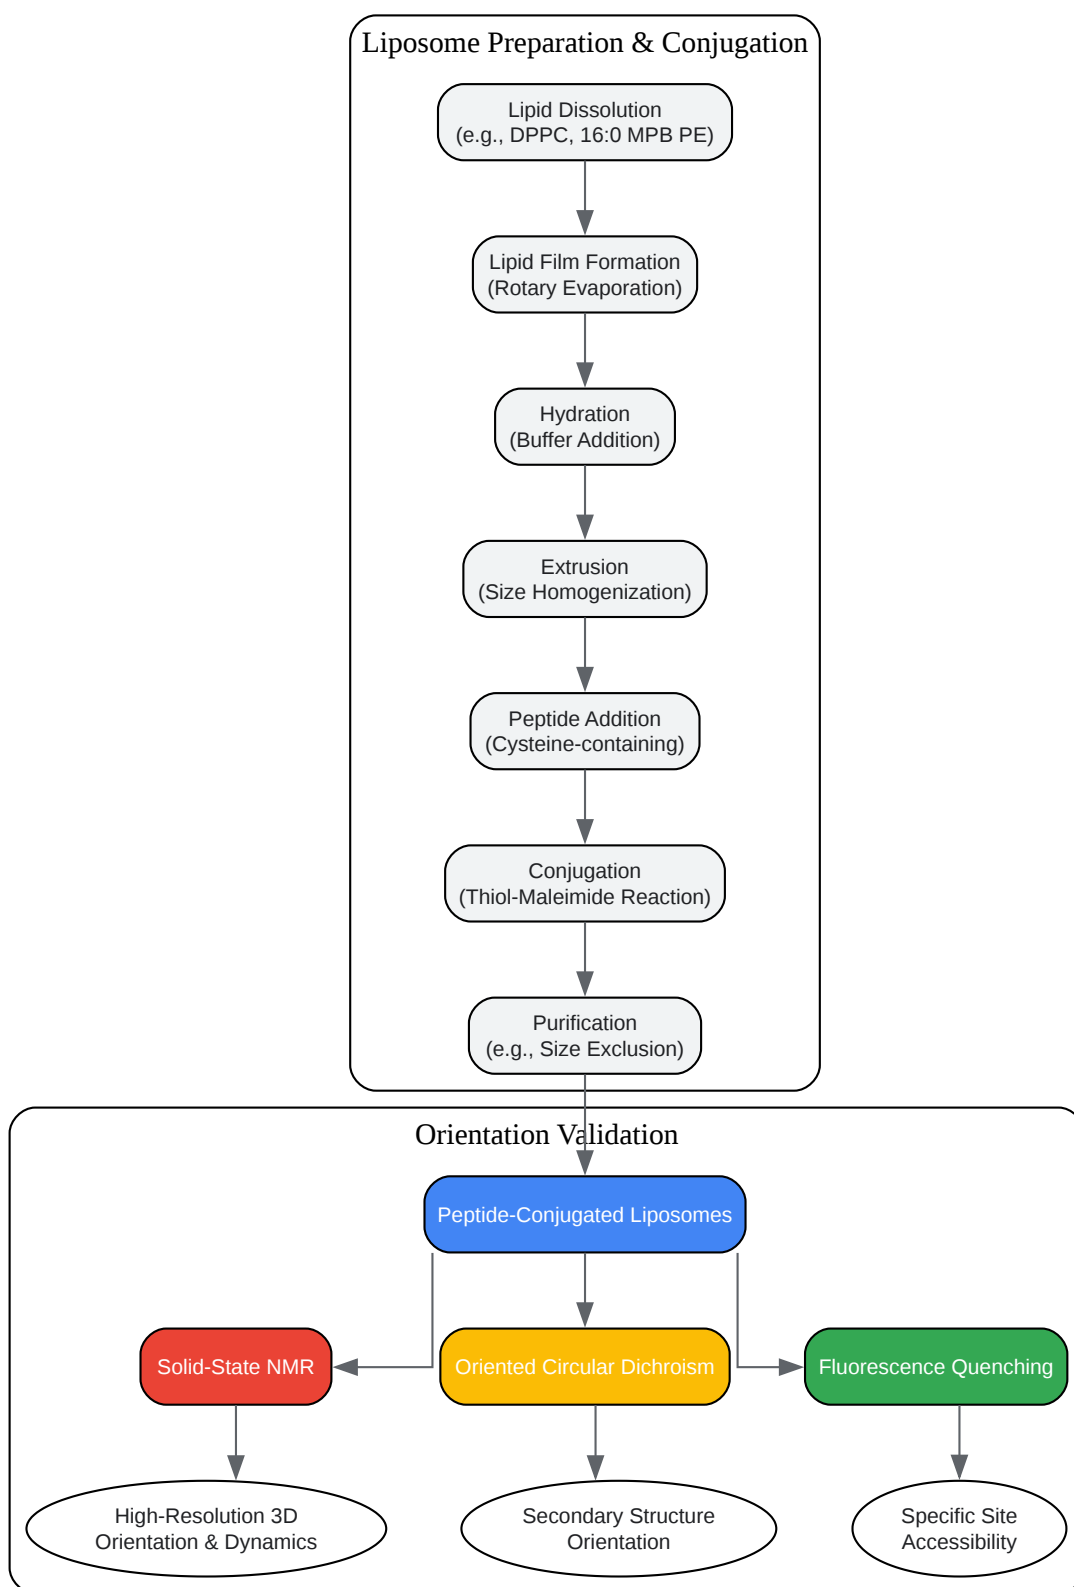 Liposome Preparation & Conjugation
Lipid Dissolution
(e.g., DPPC, 16:0 MPB PE)
Lipid Film Formation
(Rotary Evaporation)
Hydration
(Buffer Addition)
Extrusion
(Size Homogenization)
Peptide Addition
(Cysteine-containing)
Conjugation
(Thiol-Maleimide Reaction)
Purification
(e.g., Size Exclusion)
Orientation Validation
Peptide-Conjugated Liposomes
Solid-State NMR
Oriented Circular Dichroism
Fluorescence Quenching
High-Resolution 3D
Orientation & Dynamics
Secondary Structure
Orientation
Specific Site
Accessibility